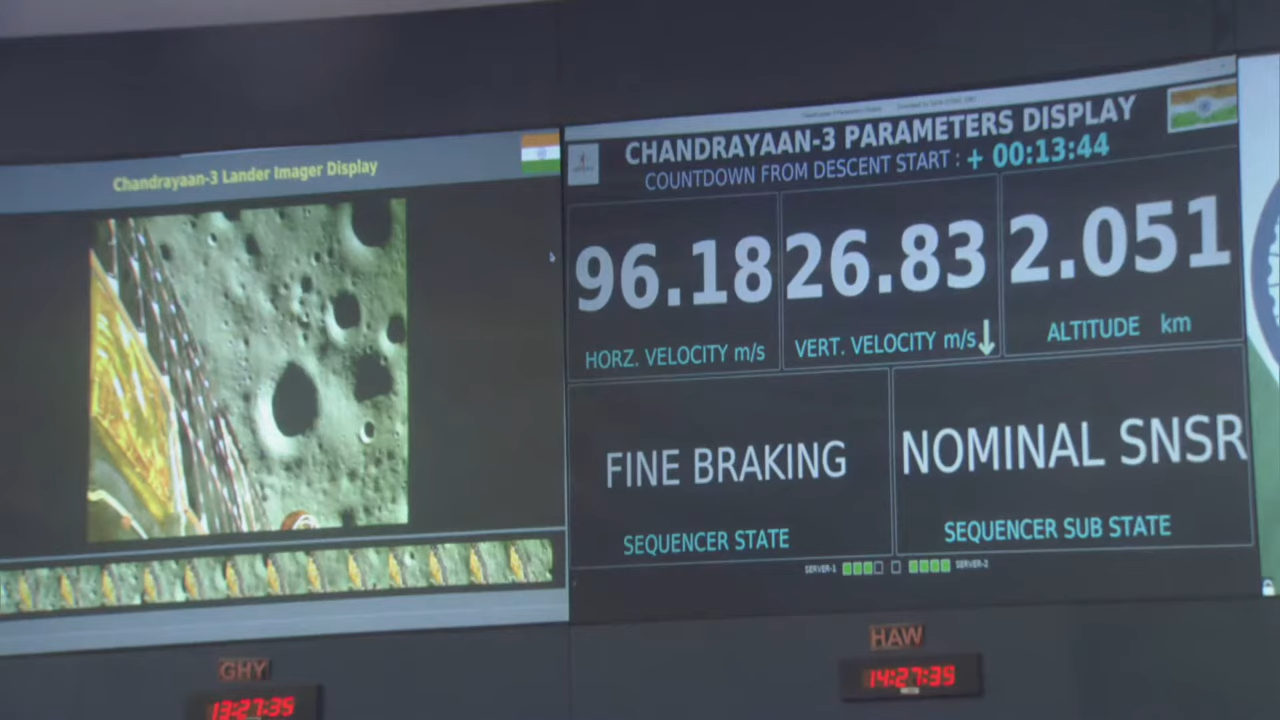 Chandrayaan-3 Lander Imager Display
CHANDRAYAAN-3 PARAMETERS DISPLAY
COUNTDOWN FROM DESCENT START : + 00:13:44
96.18 26.83 2.051
HORZ. VELOCITY m/s VERT. VELOCITY m/s ALTITUDE km
FINE BRAKING NOMINAL SNSR
SEQUENCER STATE SEQUENCER SUB STATE
SERVER-1 SERVER-2
GHY HAW
13:27:35 14:27:35